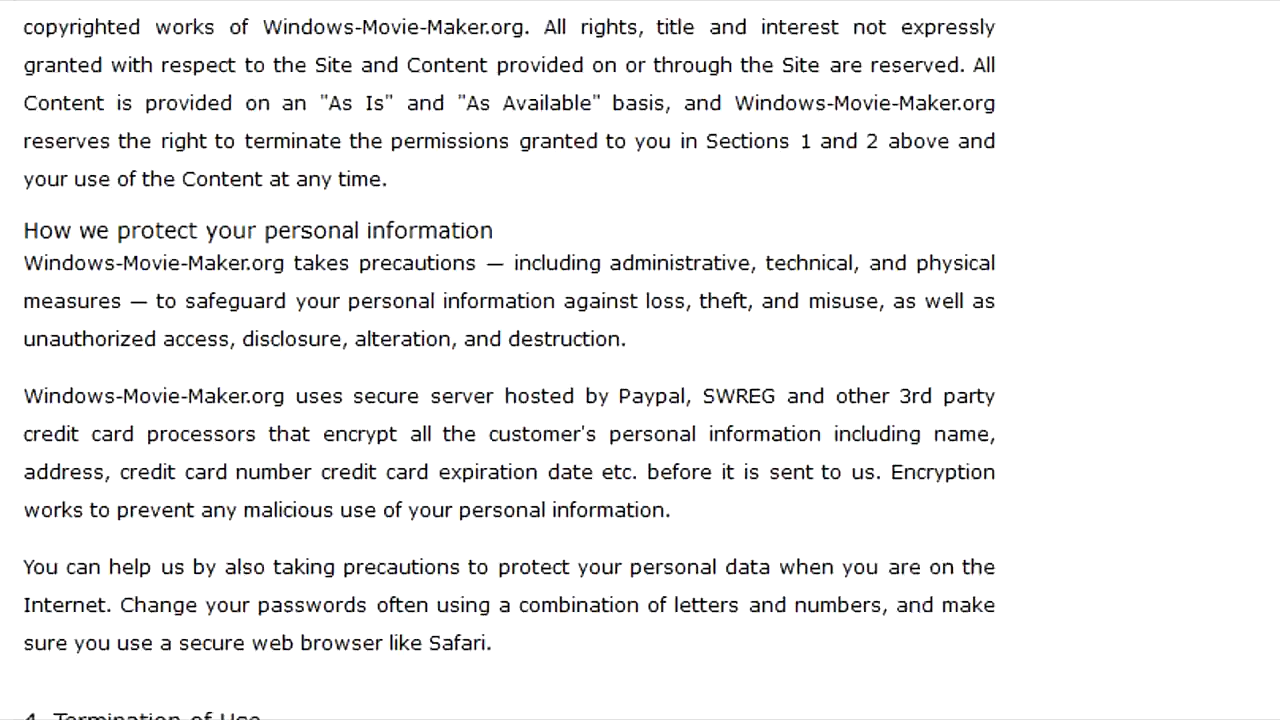 copyrighted works of Windows-Movie-Maker.org. All rights, title and interest not expressly
granted with respect to the Site and Content provided on or through the Site are reserved. All
Content is provided on an "As Is" and "As Available" basis, and Windows-Movie-Maker.org
reserves the right to terminate the permissions granted to you in Sections 1 and 2 above and
your use of the Content at any time.
How we protect your personal information
Windows-Movie-Maker.org takes precautions — including administrative, technical, and physical
measures — to safeguard your personal information against loss, theft, and misuse, as well as
unauthorized access, disclosure, alteration, and destruction.
Windows-Movie-Maker.org uses secure server hosted by Paypal, SWREG and other 3rd party
credit card processors that encrypt all the customer's personal information including name,
address, credit card number credit card expiration date etc. before it is sent to us. Encryption
works to prevent any malicious use of your personal information.
You can help us by also taking precautions to protect your personal data when you are on the
Internet. Change your passwords often using a combination of letters and numbers, and make
sure you use a secure web browser like Safari.
4. Termination of Use